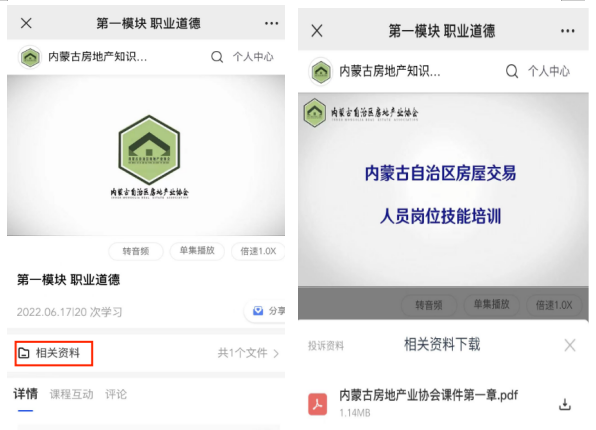 第一模块 职业道德
内蒙古房地产知识...
个人中心
内蒙古自治区房地产业协会
转音频
单集播放
倍速1.0X
第一模块 职业道德
2022.06.17|20 次学习
分享
相关资料
共1个文件
详情
课程互动
评论
第一模块 职业道德
内蒙古房地产知识...
个人中心
内蒙古自治区房地产业协会
内蒙古自治区房屋交易
人员岗位技能培训
转音频
单集播放
倍速1.0X
投诉资料
相关资料下载
内蒙古房地产业协会课件第一章.pdf
1.14MB